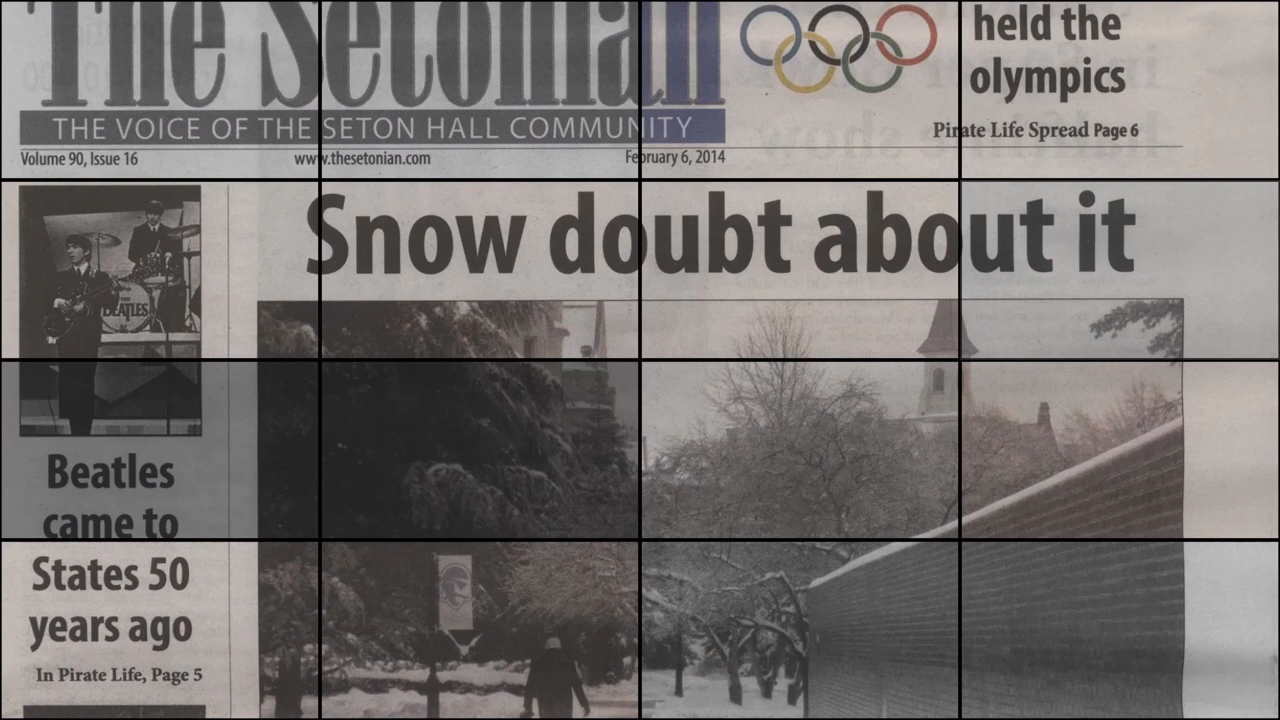 The Setonian
held the
olympics
THE VOICE OF THE SETON HALL COMMUNITY
Pirate Life Spread Page 6
Volume 90, Issue 16
www.thesetonian.com
February 6, 2014
Snow doubt about it
THE
BEATLES
Beatles
came to
States 50
years ago
In Pirate Life, Page 5